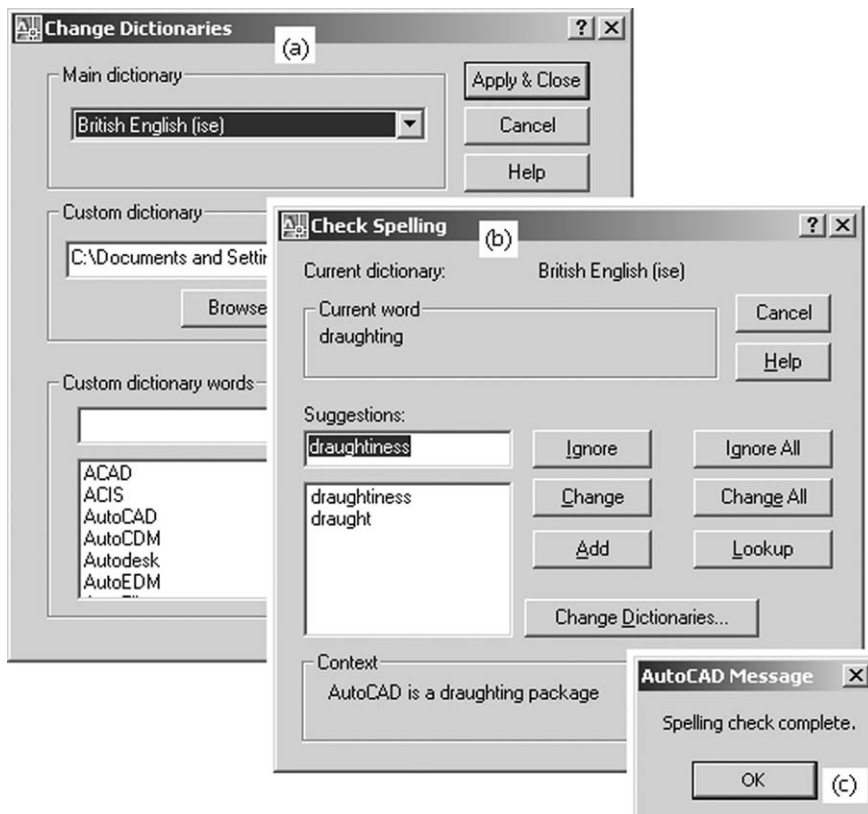 Change Dictionaries
(a)
Main dictionary
British English (ise)
Apply & Close
Cancel
Help
Custom dictionary
C:\Documents and Settin
Browse
Custom dictionary words
ACAD
ACIS
AutoCAD
AutoCDM
Autodesk
AutoEDM
Check Spelling
(b)
Current dictionary: British English (ise)
Current word
draughting
Cancel
Help
Suggestions:
draughtiness
draughtiness
draught
Ignore Ignore All
Change Change All
Add Lookup
Change Dictionaries...
Context
AutoCAD is a draughting package
AutoCAD Message
Spelling check complete.
OK
(c)